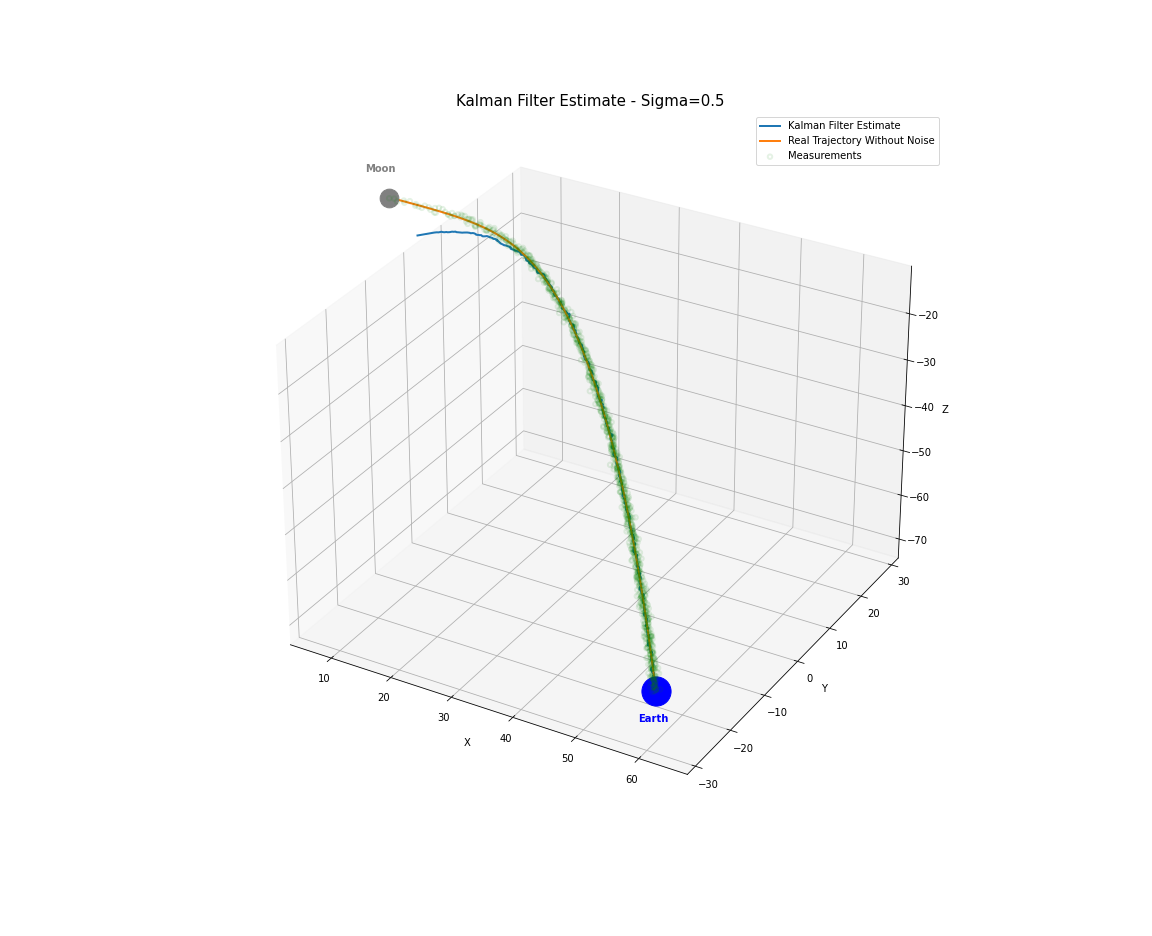 Kalman Filter Estimate - Sigma=0.5
Kalman Filter Estimate
Real Trajectory Without Noise
Measurements
Moon
−20
−30
−40
Z
−50
−60
−70
30
20
10
0
Y
−10
−20
−30
10
20
30
X
40
50
60
Earth